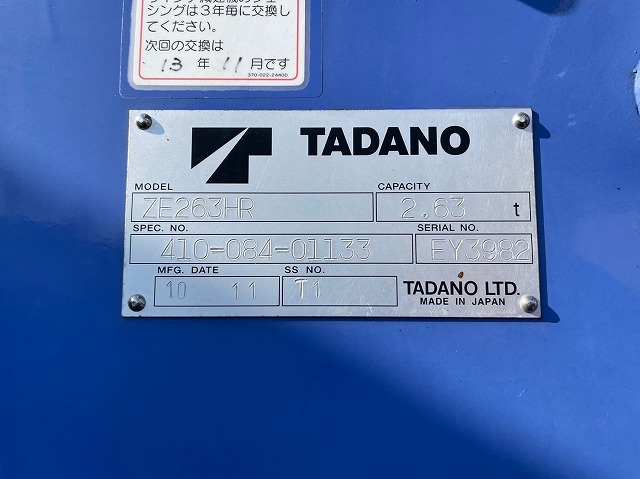 シングは3年毎に交換し
てください。
次回の交換は
13 年 11 月です
370-022-24400
TADANO
MODEL CAPACITY
ZE263HR 2.63 t
SPEC. NO. SERIAL NO.
410-084-01133 EY3982
MFG. DATE SS NO.
10 11 T1 TADANO LTD.
MADE IN JAPAN